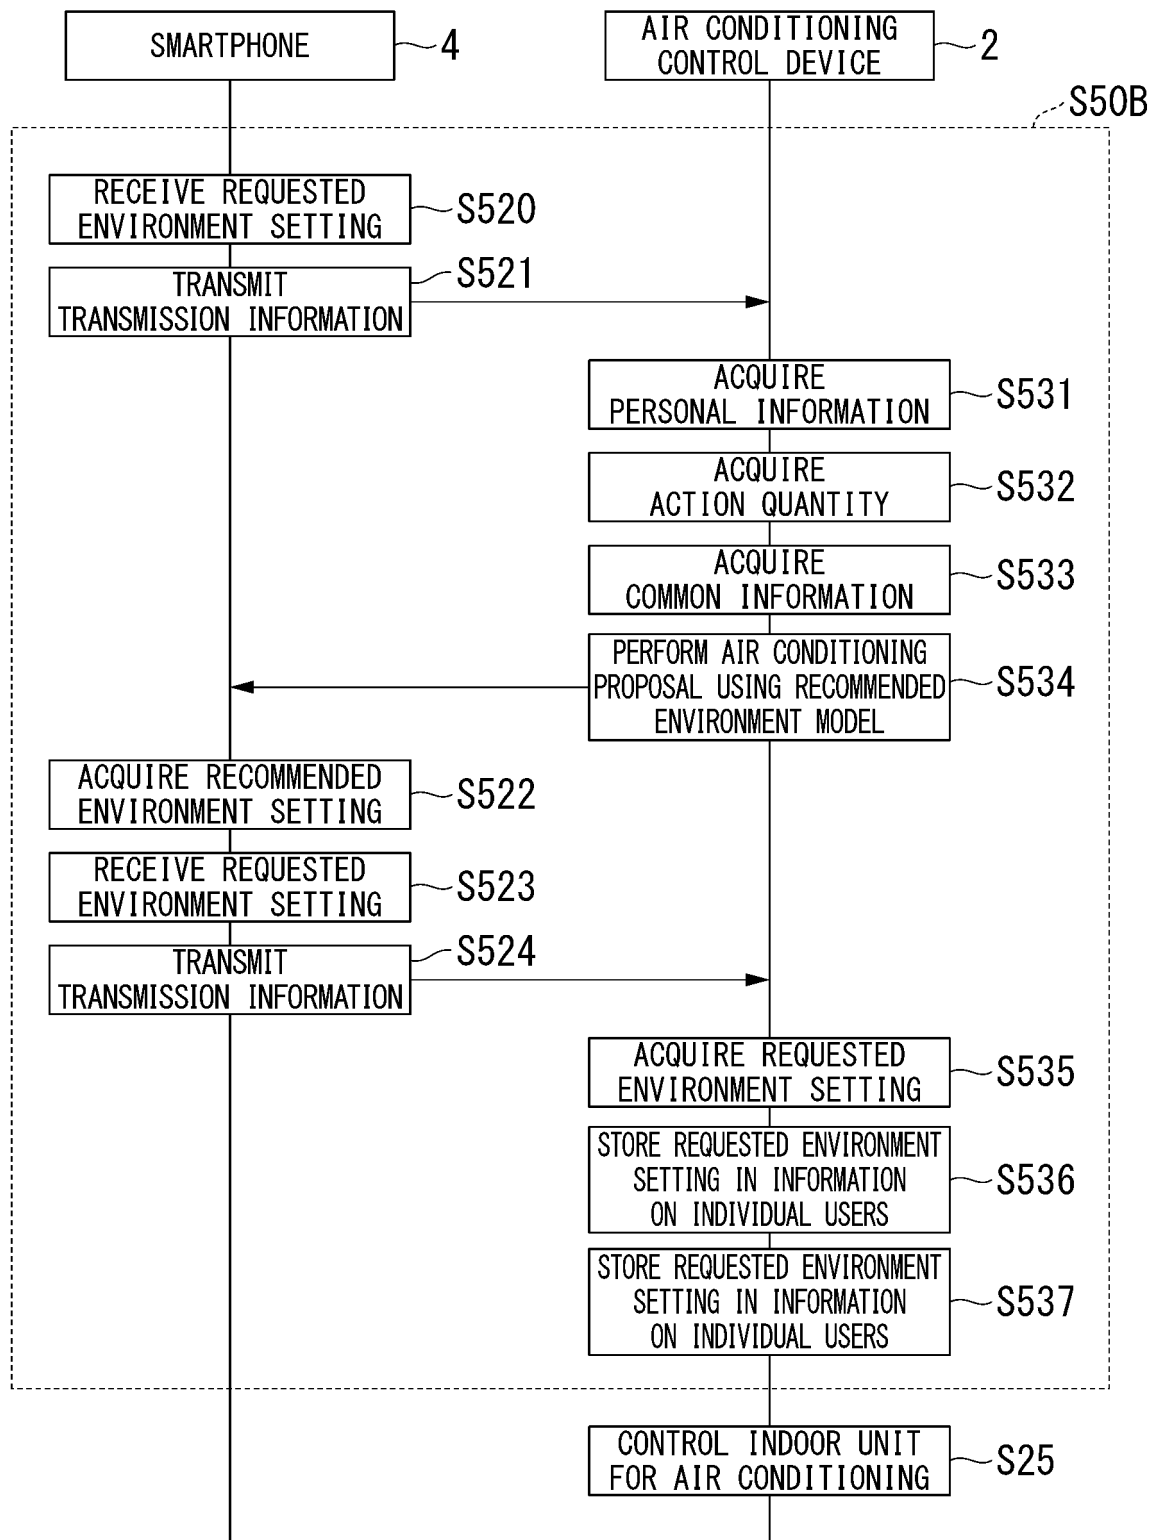 SMARTPHONE
4
AIR CONDITIONING
CONTROL DEVICE
2
S50B
RECEIVE REQUESTED
ENVIRONMENT SETTING
S520
TRANSMIT
TRANSMISSION INFORMATION
S521
ACQUIRE
PERSONAL INFORMATION
S531
ACQUIRE
ACTION QUANTITY
S532
ACQUIRE
COMMON INFORMATION
S533
PERFORM AIR CONDITIONING
PROPOSAL USING RECOMMENDED
ENVIRONMENT MODEL
S534
ACQUIRE RECOMMENDED
ENVIRONMENT SETTING
S522
RECEIVE REQUESTED
ENVIRONMENT SETTING
S523
TRANSMIT
TRANSMISSION INFORMATION
S524
ACQUIRE REQUESTED
ENVIRONMENT SETTING
S535
STORE REQUESTED ENVIRONMENT
SETTING IN INFORMATION
ON INDIVIDUAL USERS
S536
STORE REQUESTED ENVIRONMENT
SETTING IN INFORMATION
ON INDIVIDUAL USERS
S537
CONTROL INDOOR UNIT
FOR AIR CONDITIONING
S25